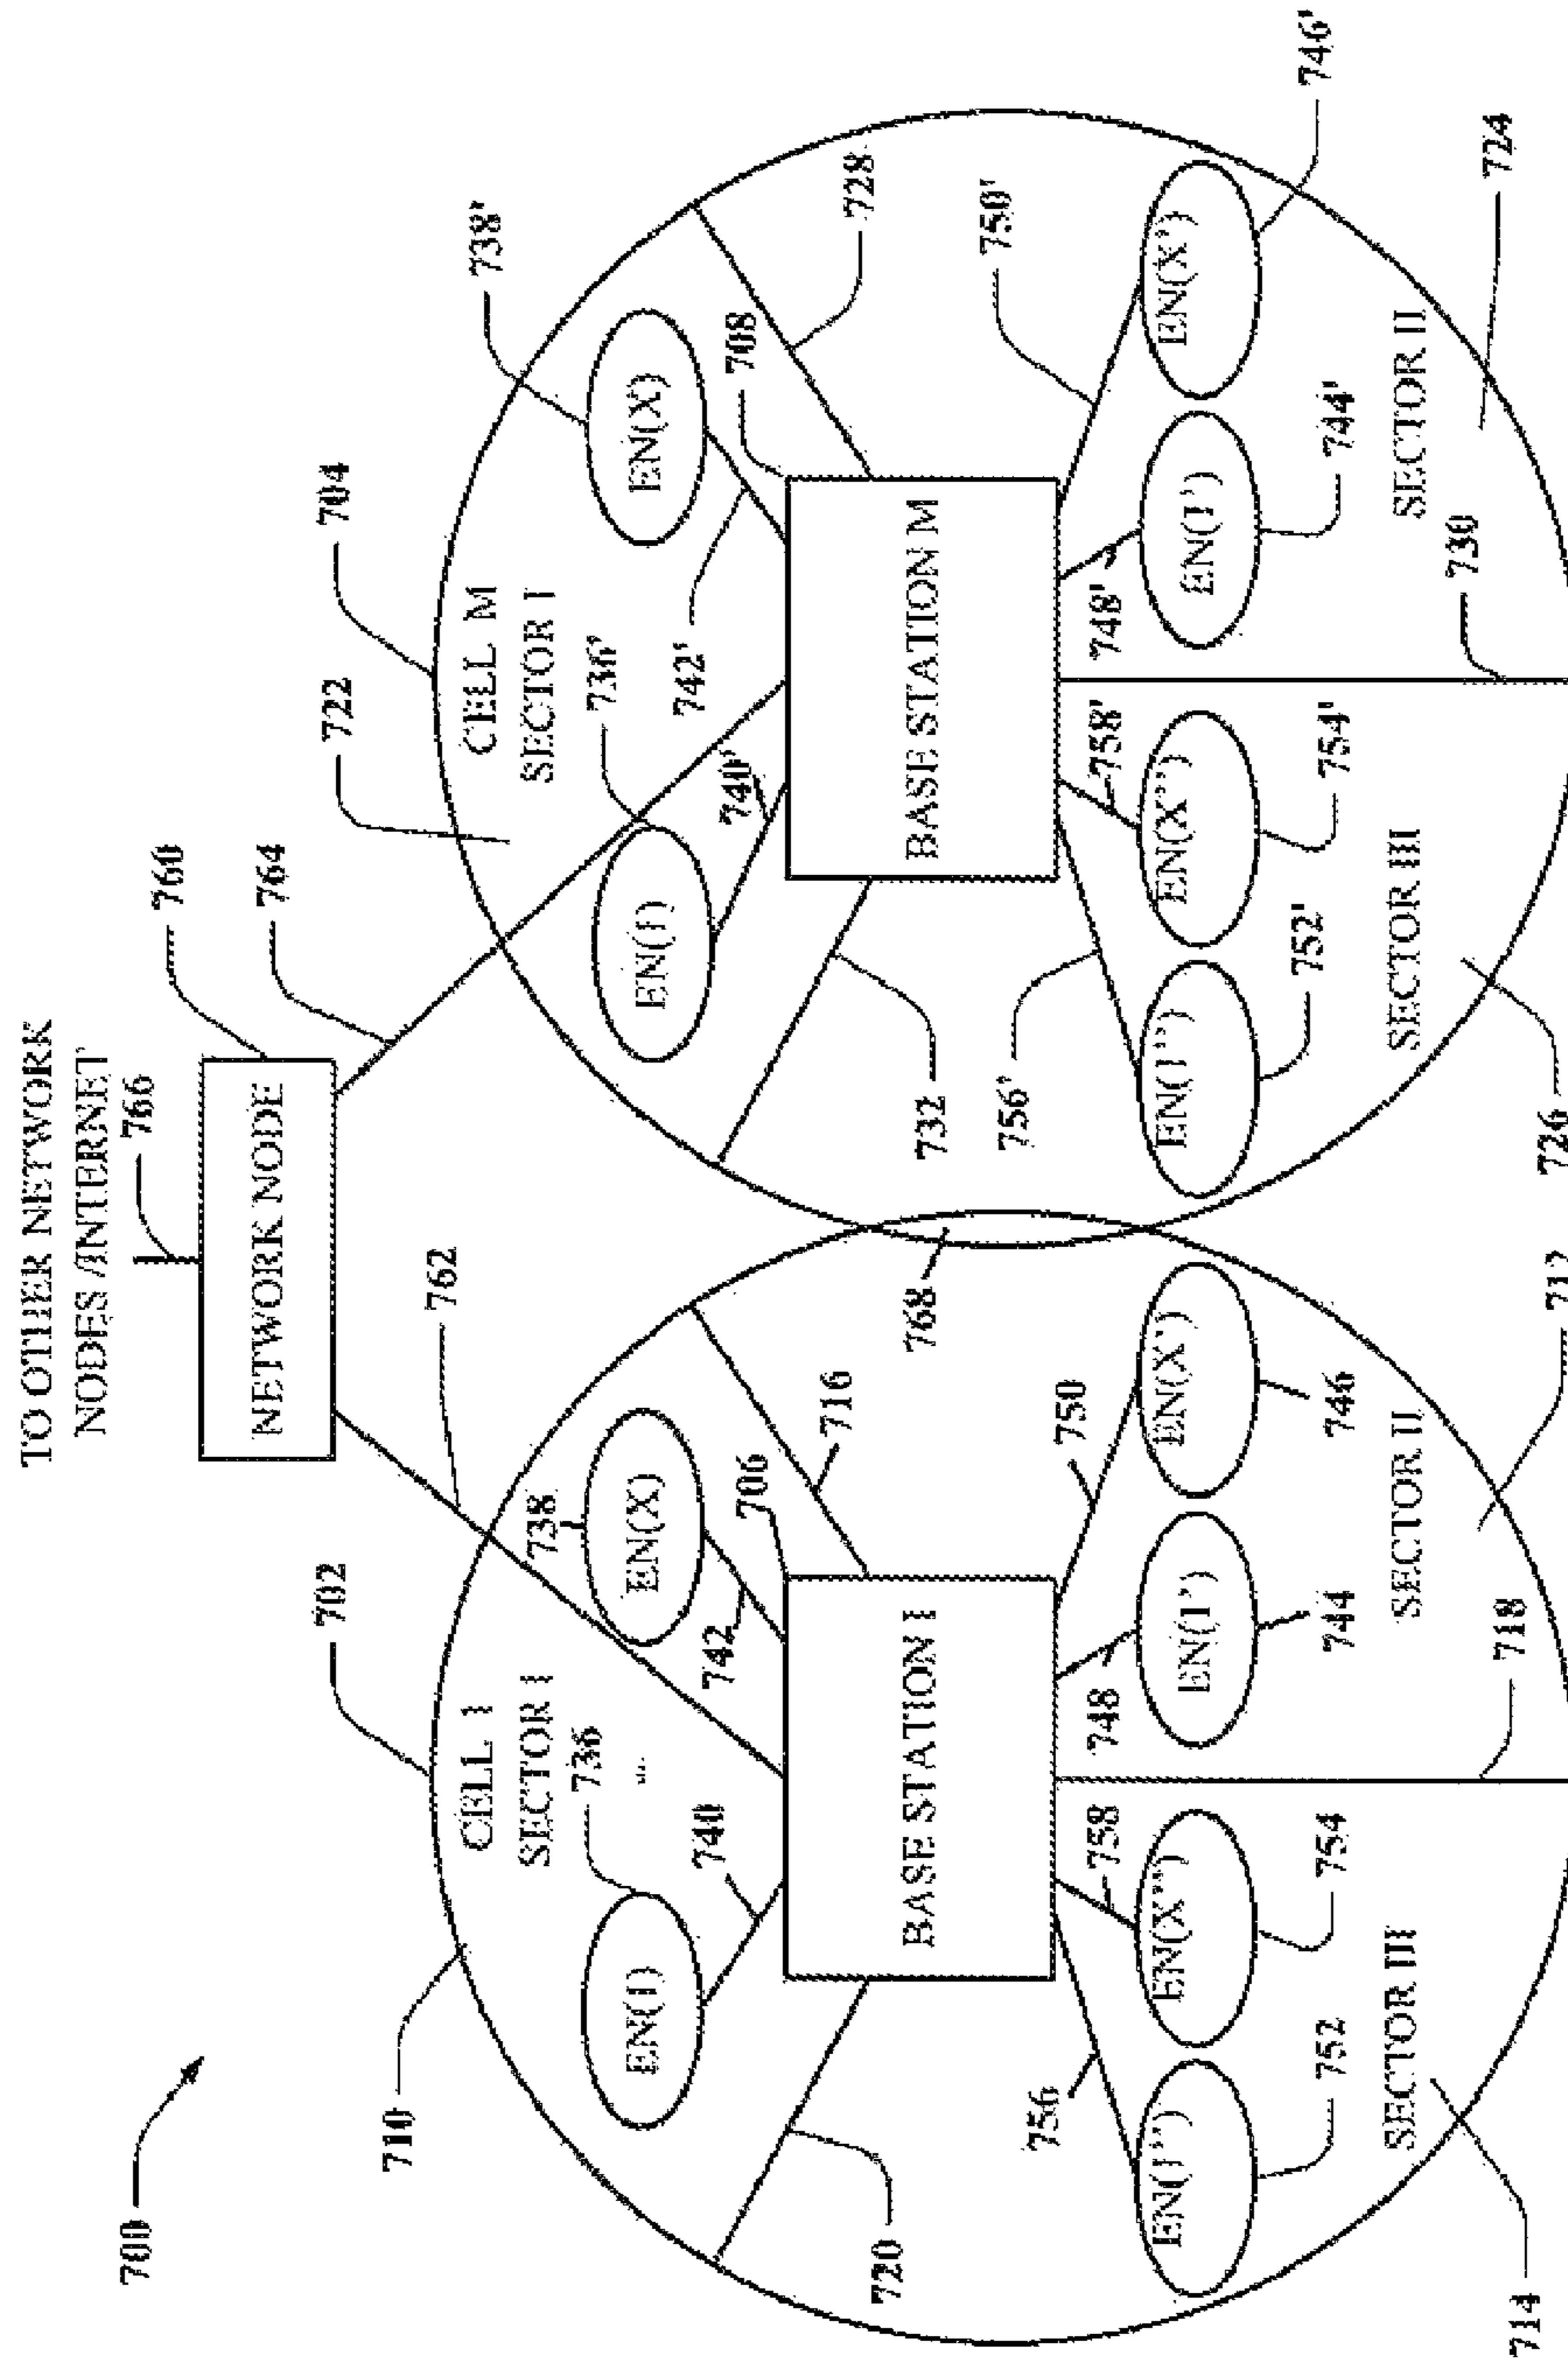 700
TO OTHER NETWORK
NODES /INTERNET
766
NETWORK NODE
760
762
764
702
710
CELL 1
SECTOR I
736
...
EN(1)
740
738
EN(X)
742
706
716
BASE STATION 1
720
756
758
748
750
EN(1'')
EN(X'')
EN(1')
EN(X')
752
754
744
746
SECTOR III
SECTOR II
714
718
768
704
722
CELL M
SECTOR I
736'
EN(1)
740'
738'
EN(X)
742'
708
728
BASE STATION M
732
756'
758'
748'
750'
EN(1'')
EN(X'')
EN(1')
EN(X')
752'
754'
744'
746'
SECTOR III
SECTOR II
726
730
724